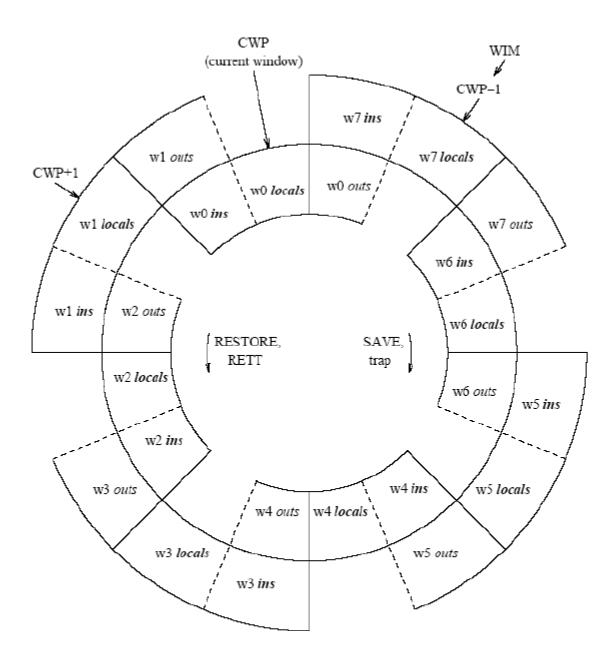 CWP
(current window)
WIM
CWP−1
w7 ins
w1 outs
w7 locals
CWP+1
w0 locals
w0 outs
w0 ins
w1 locals
w7 outs
w6 ins
w1 ins
w2 outs
w6 locals
RESTORE,
RETT
SAVE,
trap
w2 locals
w6 outs
w5 ins
w2 ins
w3 outs
w4 ins
w5 locals
w4 outs
w4 locals
w3 locals
w5 outs
w3 ins